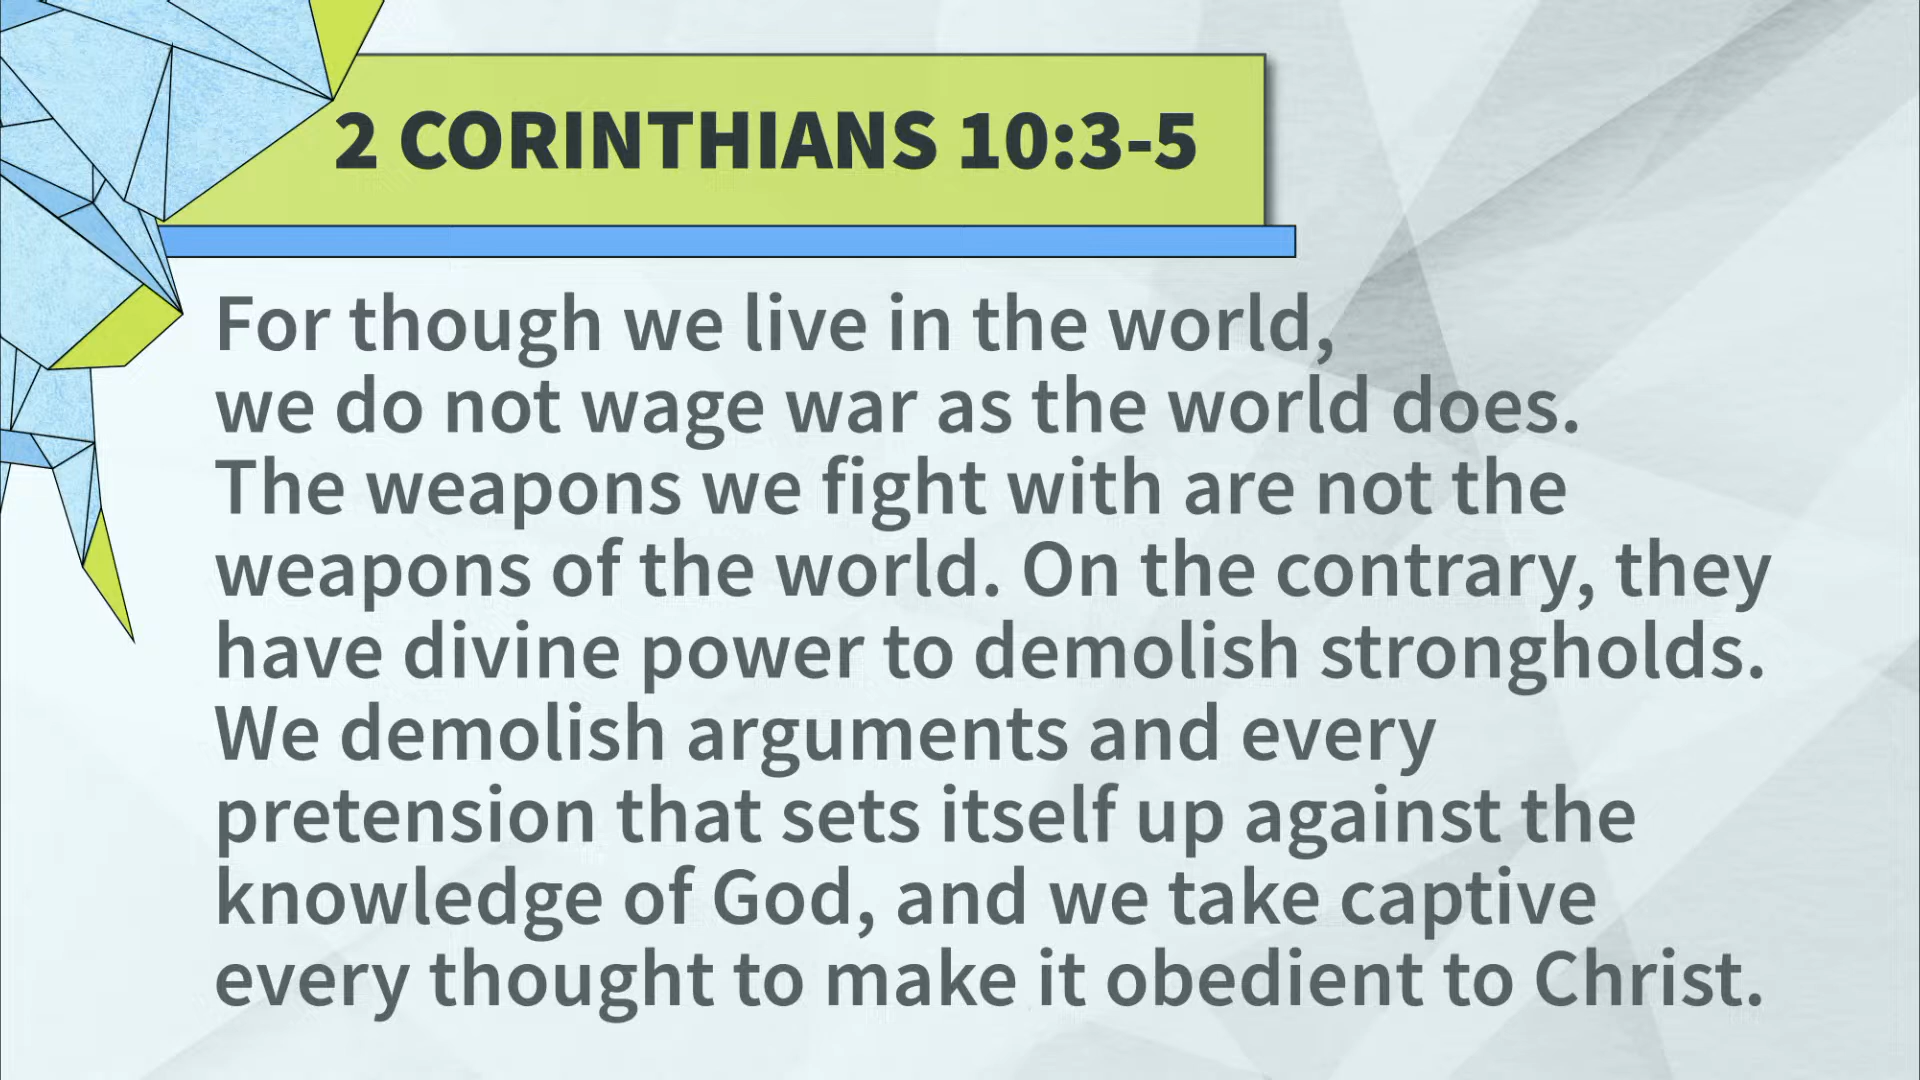 2 CORINTHIANS 10:3-5
For though we live in the world,
we do not wage war as the world does.
The weapons we fight with are not the
weapons of the world. On the contrary, they
have divine power to demolish strongholds.
We demolish arguments and every
pretension that sets itself up against the
knowledge of God, and we take captive
every thought to make it obedient to Christ.